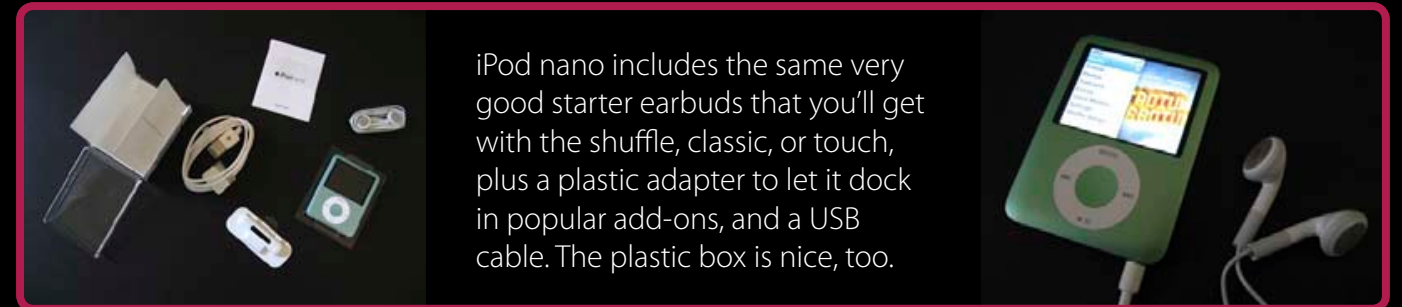 iPod nano includes the same very
good starter earbuds that you’ll get
with the shuffle, classic, or touch,
plus a plastic adapter to let it dock
in popular add-ons, and a USB
cable. The plastic box is nice, too.
MENU